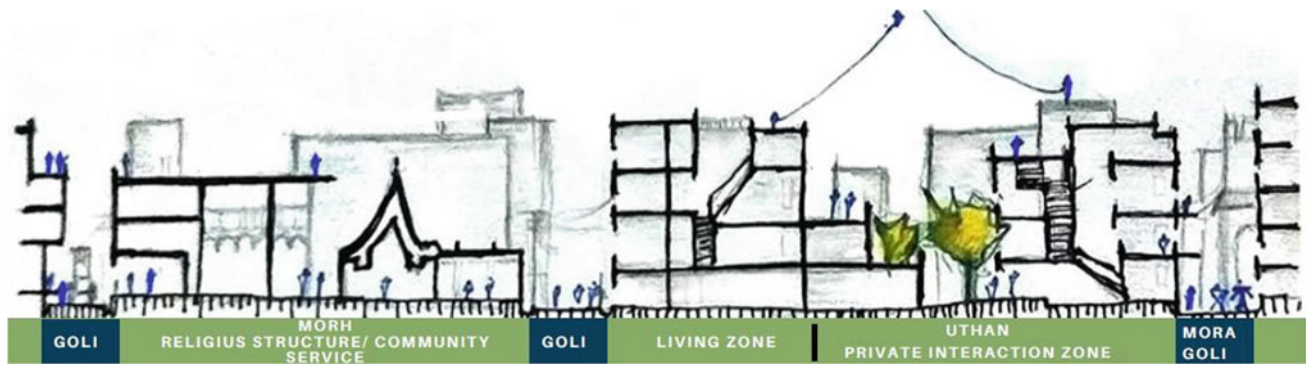 GOLI
MORH
RELIGIUS STRUCTURE/ COMMUNITY
SERVICE
GOLI
LIVING ZONE
UTHAN
PRIVATE INTERACTION ZONE
MORA
GOLI